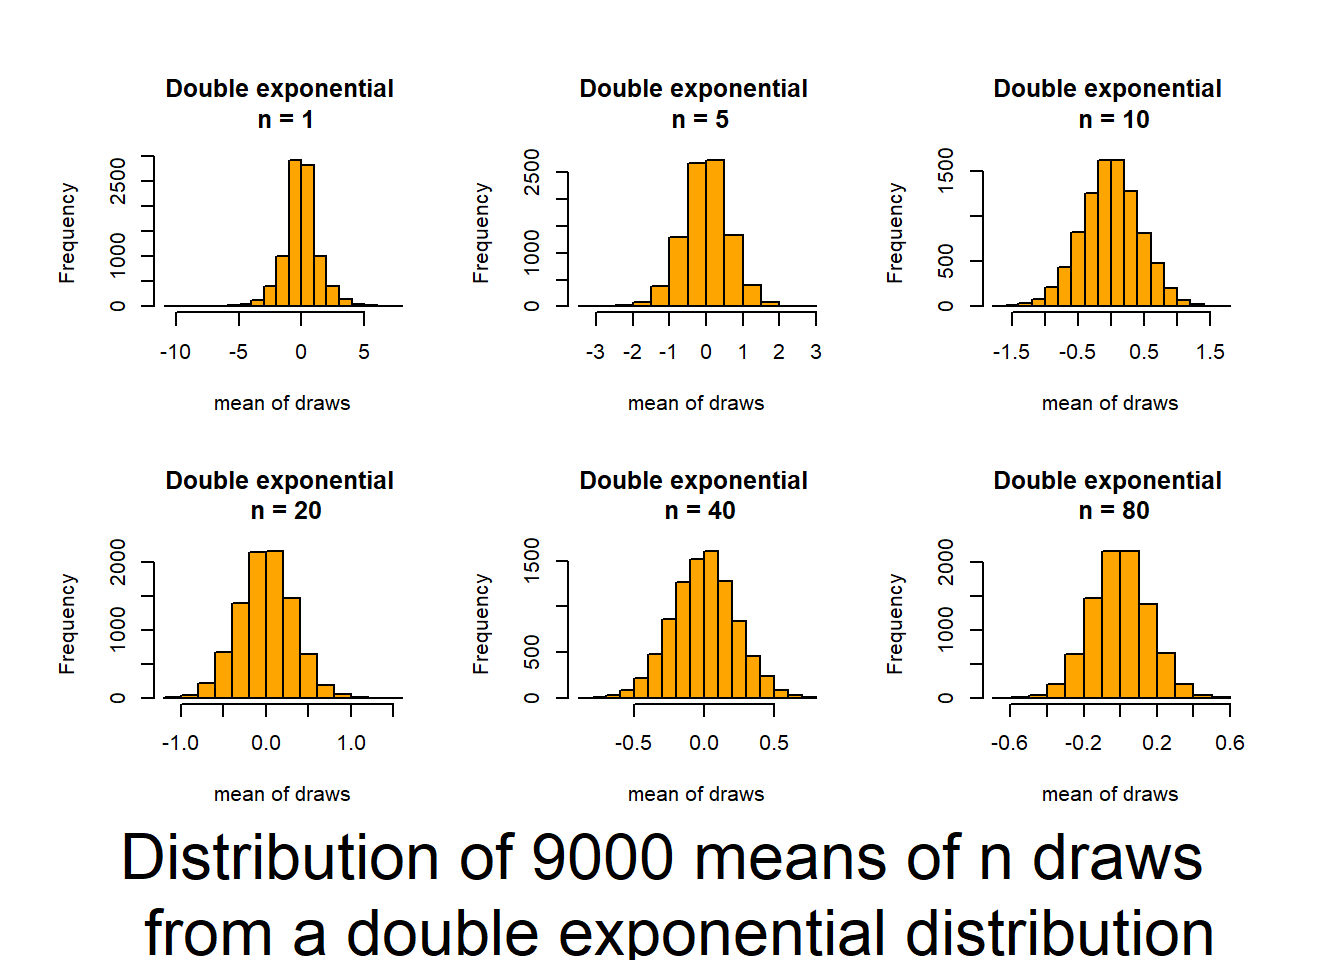 Double exponential
n = 1
Frequency
0 1000 2500
-10 -5 0 5
mean of draws
Double exponential
n = 5
Frequency
0 1000 2500
-3 -2 -1 0 1 2 3
mean of draws
Double exponential
n = 10
Frequency
0 500 1500
-1.5 -0.5 0.5 1.5
mean of draws
Double exponential
n = 20
Frequency
0 1000 2000
-1.0 0.0 1.0
mean of draws
Double exponential
n = 40
Frequency
0 500 1500
-0.5 0.0 0.5
mean of draws
Double exponential
n = 80
Frequency
0 1000 2000
-0.6 -0.2 0.2 0.6
mean of draws
Distribution of 9000 means of n draws
from a double exponential distribution